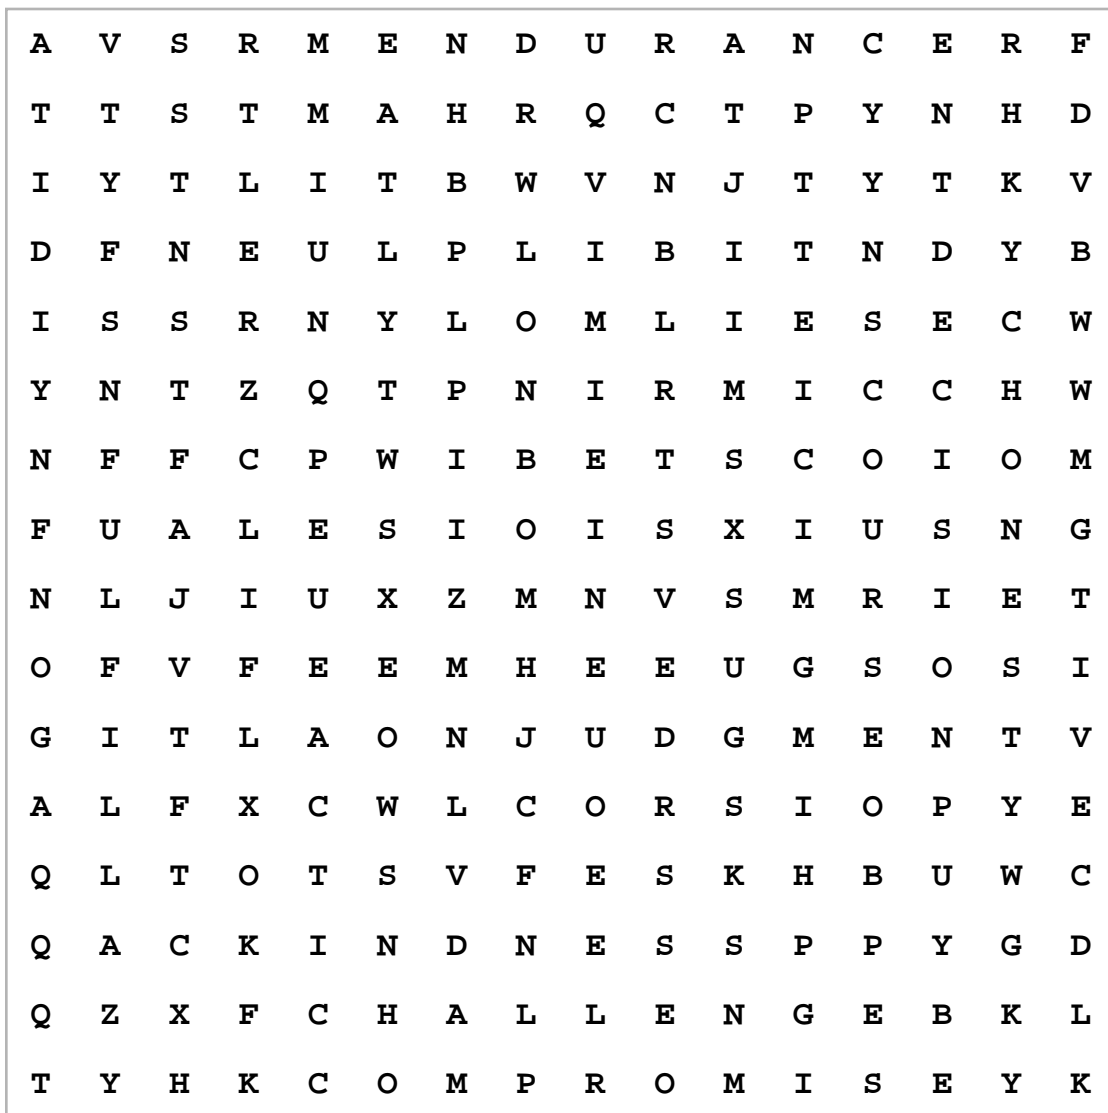 A V S R M E N D U R A N C E R F
T T S T M A H R Q C T P Y N H D
I Y T L I T B W V N J T Y T K V
D F N E U L P L I B I T N D Y B
I S S R N Y L O M L I E S E C W
Y N T Z Q T P N I R M I C C H W
N F F C P W I B E T S C O I O M
F U A L E S I O I S X I U S N G
N L J I U X Z M N V S M R I E T
O F V F E E M H E E U G S O S I
G I T L A O N J U D G M E N T V
A L F X C W L C O R S I O P Y E
Q L T O T S V F E S K H B U W C
Q A C K I N D N E S S P P Y G D
Q Z X F C H A L L E N G E B K L
T Y H K C O M P R O M I S E Y K